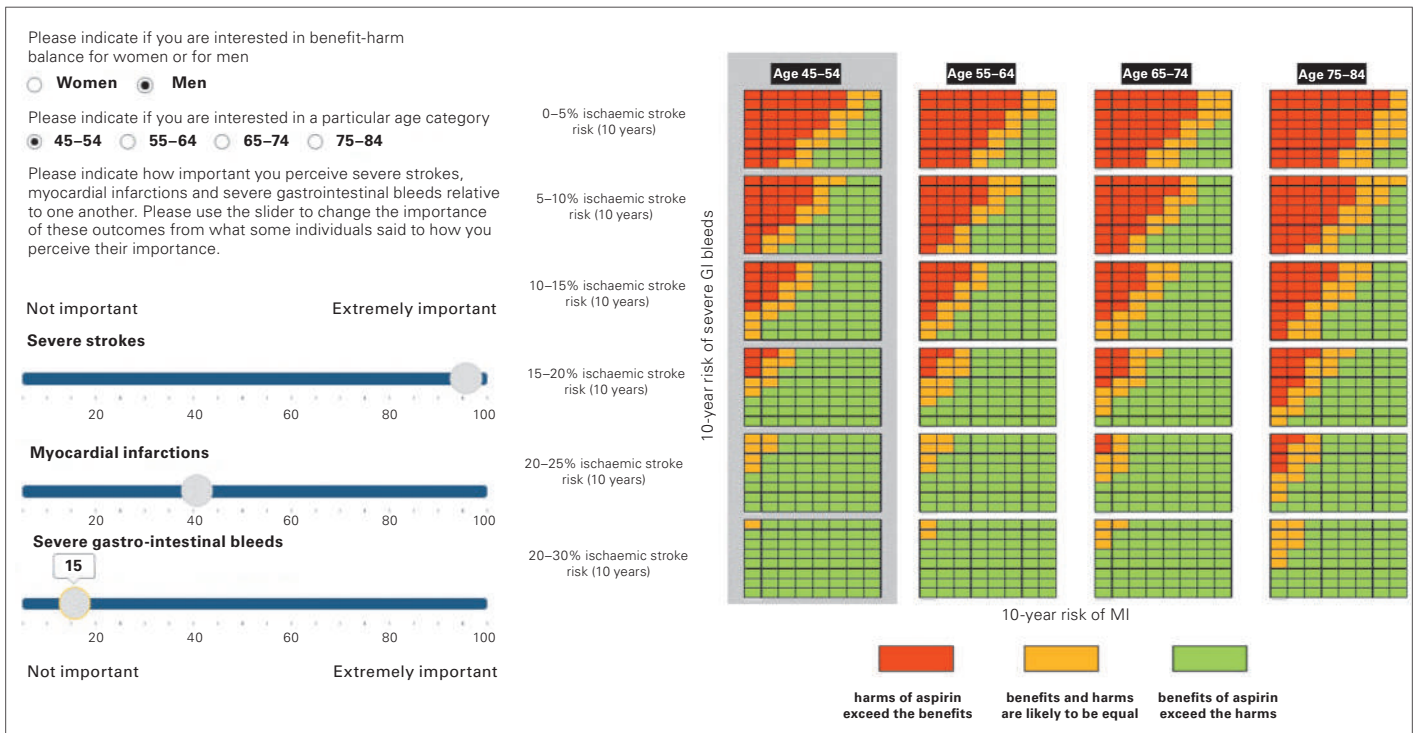 Please indicate if you are interested in benefit-harm
balance for women or for men
Women Men
Please indicate if you are interested in a particular age category
45–54 55–64 65–74 75–84
Please indicate how important you perceive severe strokes,
myocardial infarctions and severe gastrointestinal bleeds relative
to one another. Please use the slider to change the importance
of these outcomes from what some individuals said to how you
perceive their importance.
Not important Extremely important
Severe strokes
20 40 60 80 100
Myocardial infarctions
20 40 60 80 100
Severe gastro-intestinal bleeds
15
20 40 60 80 100
Not important Extremely important
10-year risk of severe GI bleeds
Age 45–54 Age 55–64 Age 65–74 Age 75–84
0–5% ischaemic stroke
risk (10 years)
5–10% ischaemic stroke
risk (10 years)
10–15% ischaemic stroke
risk (10 years)
15–20% ischaemic stroke
risk (10 years)
20–25% ischaemic stroke
risk (10 years)
20–30% ischaemic stroke
risk (10 years)
10-year risk of MI
harms of aspirin
exceed the benefits
benefits and harms
are likely to be equal
benefits of aspirin
exceed the harms